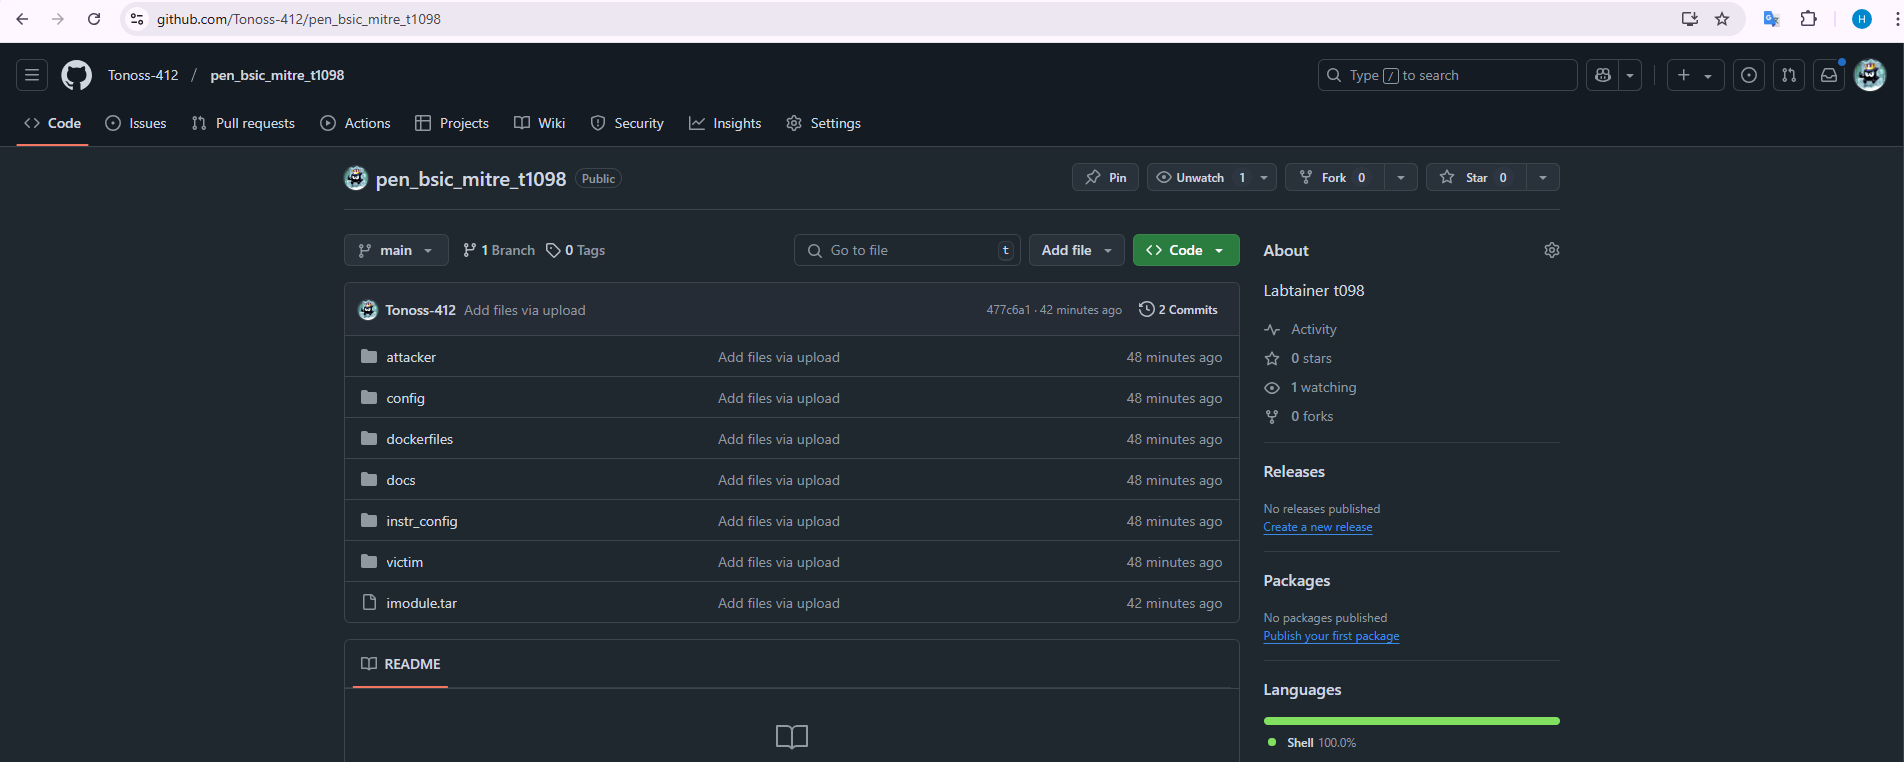 github.com/Tonoss-412/pen_bsic_mitre_t1098
H
Tonoss-412 / pen_bsic_mitre_t1098
Type / to search
Code Issues Pull requests Actions Projects Wiki Security Insights Settings
pen_bsic_mitre_t1098 Public
Pin Unwatch 1 Fork 0 Star 0
main 1 Branch 0 Tags Go to file t Add file Code
Tonoss-412 Add files via upload 477c6a1 · 42 minutes ago 2 Commits
attacker Add files via upload 48 minutes ago
config Add files via upload 48 minutes ago
dockerfiles Add files via upload 48 minutes ago
docs Add files via upload 48 minutes ago
instr_config Add files via upload 48 minutes ago
victim Add files via upload 48 minutes ago
imodule.tar Add files via upload 42 minutes ago
README
About
Labtainer t098
Activity
0 stars
1 watching
0 forks
Releases
No releases published
Create a new release
Packages
No packages published
Publish your first package
Languages
Shell 100.0%